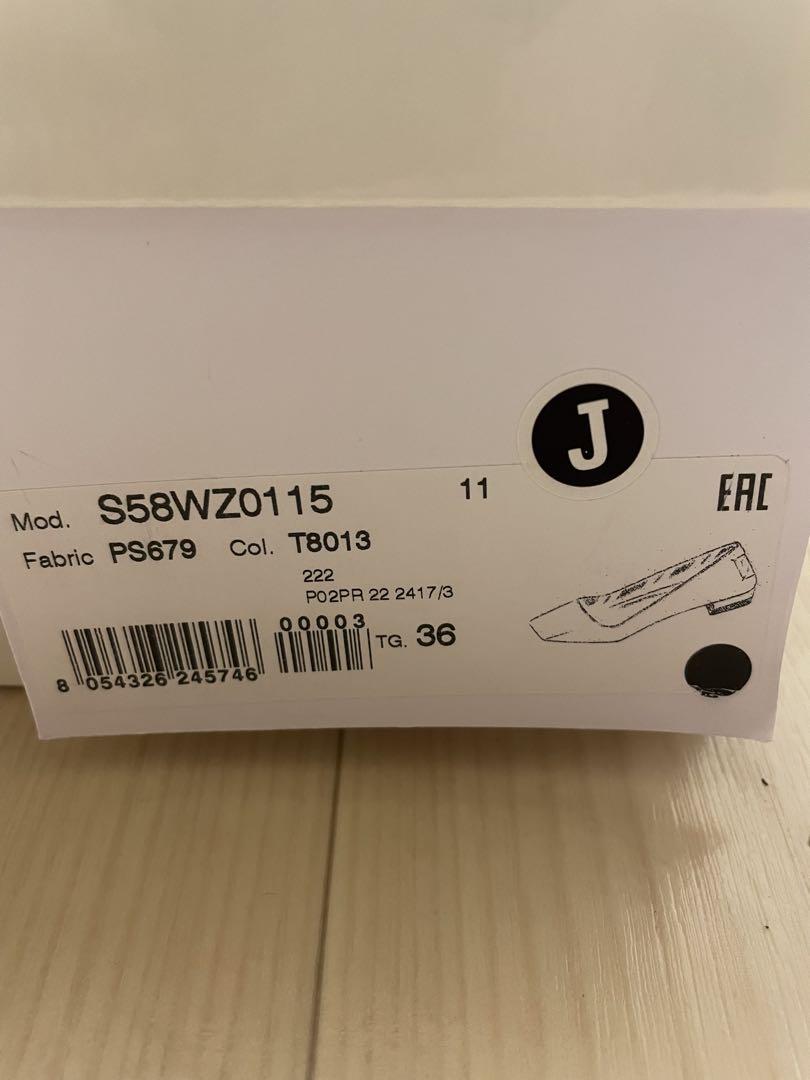 J
Mod. S58WZ0115 11 EAC
Fabric PS679 Col. T8013
222
P02PR 22 2417/3
00003
TG. 36
8 054326 245746